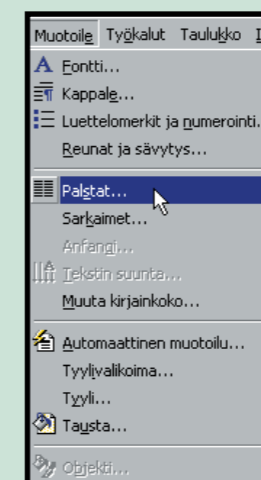 Muotoile Työkalut Taulukko
Fontti...
Kappale...
Luettelomerkit ja numerointi.
Reunat ja sävytys...
Palstat...
Sarkaimet...
Anfangi...
Tekstin suunta...
Muuta kirjainkoko...
Automaattinen muotoilu...
Tyylivalikoima...
Tyyli...
Tausta...
Objekti...